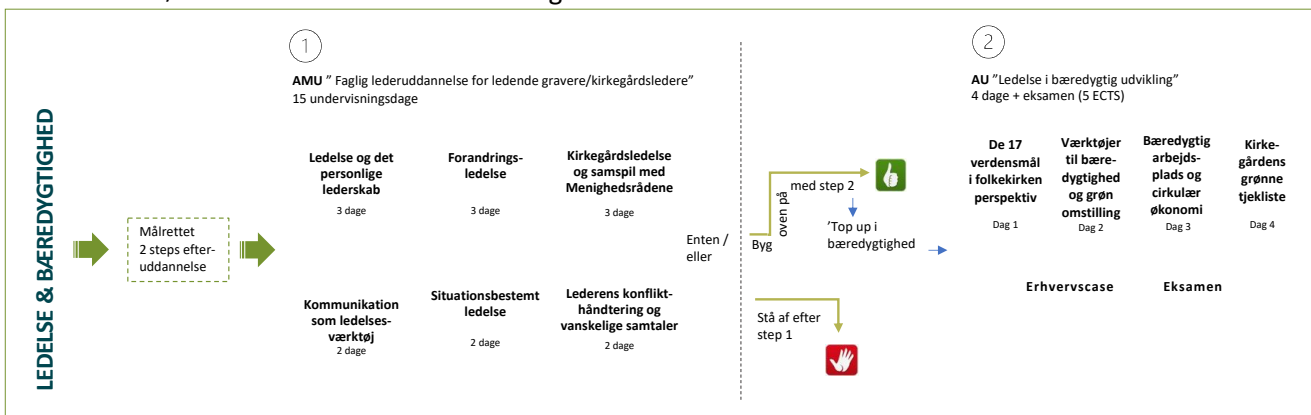 LEDELSE & BÆREDYGTIGHED
Målrettet
2 steps efter-
uddannelse
1
AMU ” Faglig lederuddannelse for ledende gravere/kirkegårdsledere”
15 undervisningsdage
Ledelse og det
personlige
lederskab
3 dage
Forandrings-
ledelse
3 dage
Kirkegårdsledelse
og samspil med
Menighedsrådene
3 dage
Kommunikation
som ledelses-
værktøj
2 dage
Situationsbestemt
ledelse
2 dage
Lederens konflikt-
håndtering og
vanskelige samtaler
2 dage
Enten /
eller
Byg
oven på
med step 2
’Top up i
bæredygtighed
Stå af efter
step 1
2
AU ”Ledelse i bæredygtig udvikling”
4 dage + eksamen (5 ECTS)
De 17
verdensmål
i folkekirken
perspektiv
Dag 1
Værktøjer
til bære-
dygtighed
og grøn
omstilling
Dag 2
Bæredygtig
arbejds-
plads og
cirkulær
økonomi
Dag 3
Kirke-
gårdens
grønne
tjekliste
Dag 4
Erhvervscase
Eksamen